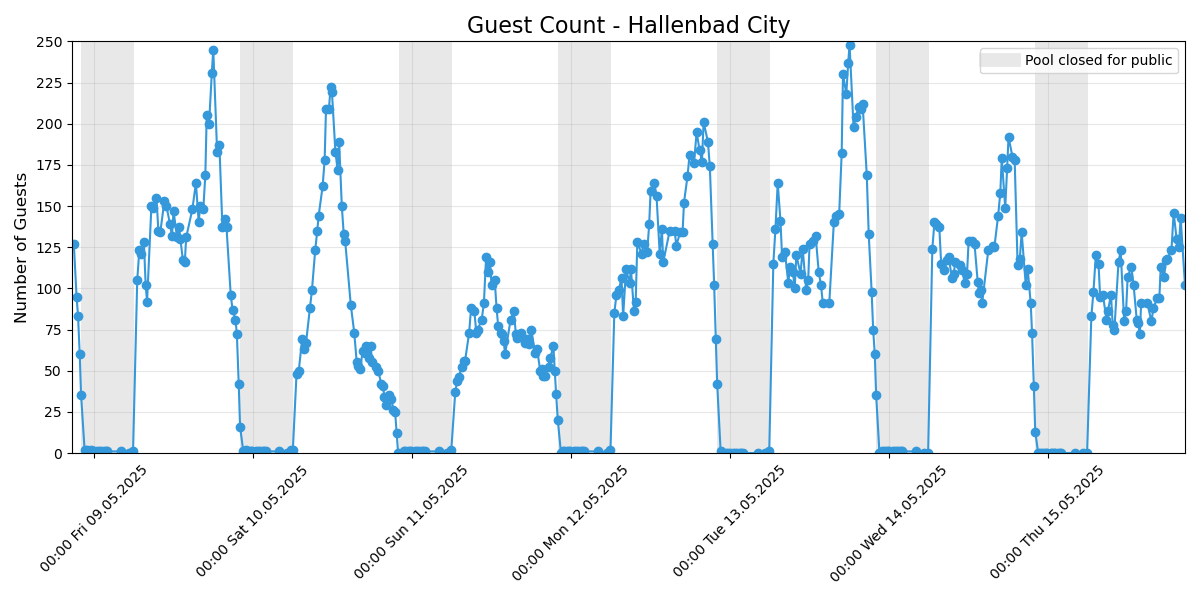 Guest Count - Hallenbad City
Pool closed for public
Number of Guests
250
225
200
175
150
125
100
75
50
25
0
00:00 Fri 09.05.2025
00:00 Sat 10.05.2025
00:00 Sun 11.05.2025
00:00 Mon 12.05.2025
00:00 Tue 13.05.2025
00:00 Wed 14.05.2025
00:00 Thu 15.05.2025